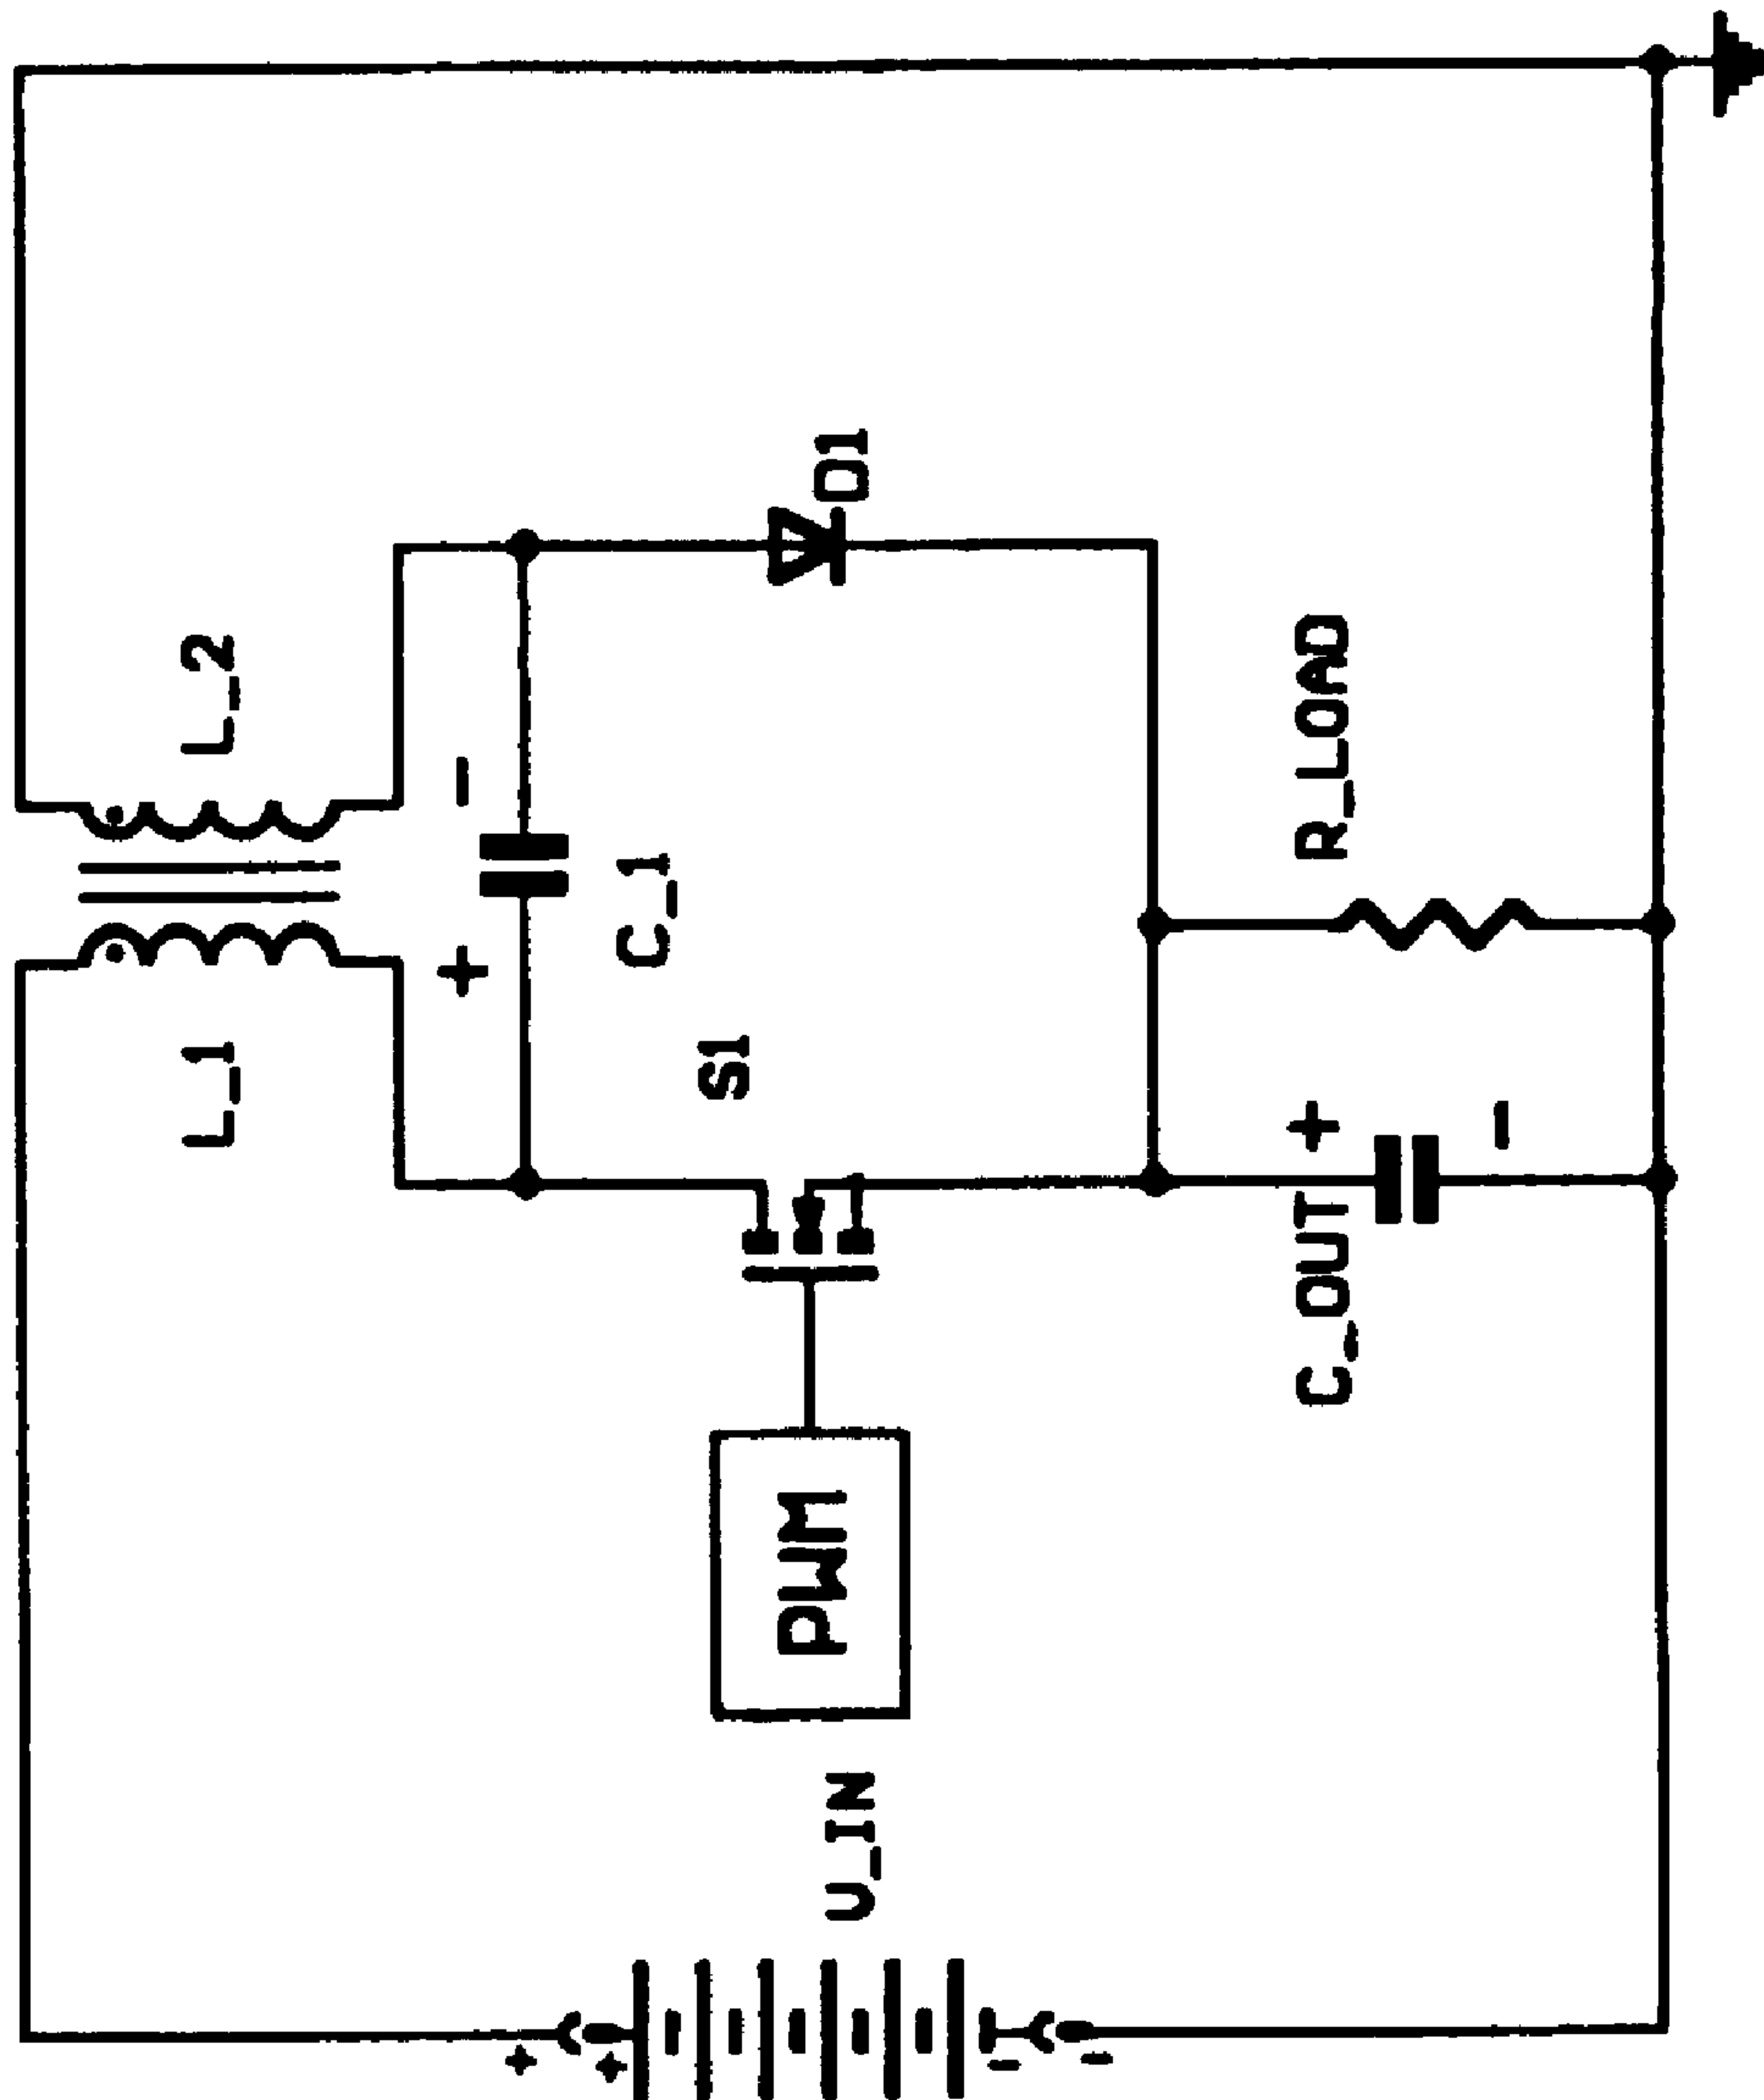 L_1
L_2
+
-
C_1
S1
D1
PWM
U_IN
+
+
-
-
C_OUT
+
-
R_LOAD